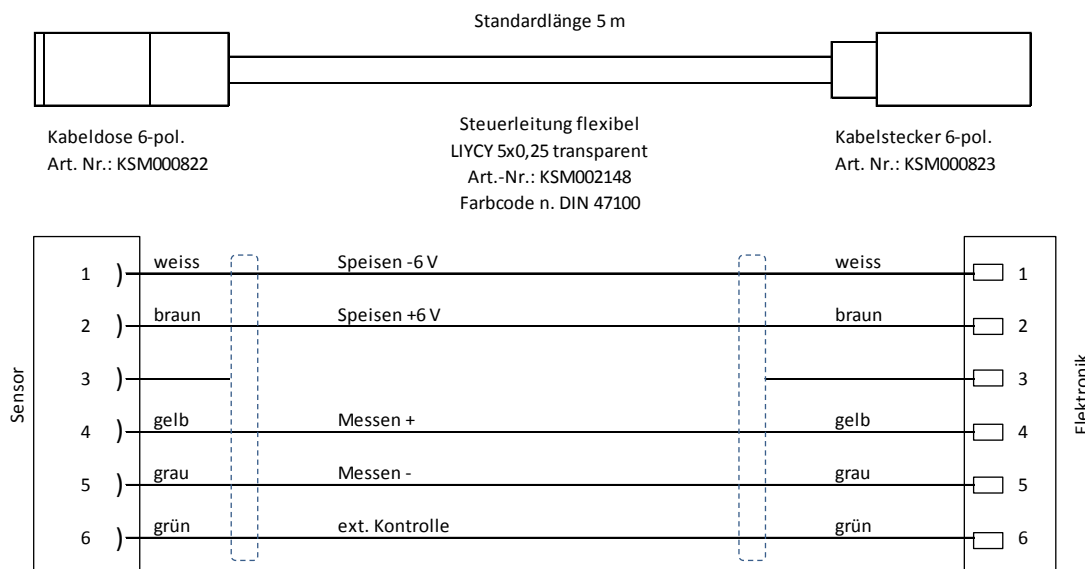 Standardlänge 5 m
Kabeldose 6-pol.
Art. Nr.: KSM000822
Steuerleitung flexibel
LIYCY 5x0,25 transparent
Art.-Nr.: KSM002148
Farbcode n. DIN 47100
Kabelstecker 6-pol.
Art. Nr.: KSM000823
Sensor
Elektronik
1 weiss Speisen -6 V weiss 1
2 braun Speisen +6 V braun 2
3 3
4 gelb Messen + gelb 4
5 grau Messen - grau 5
6 grün ext. Kontrolle grün 6